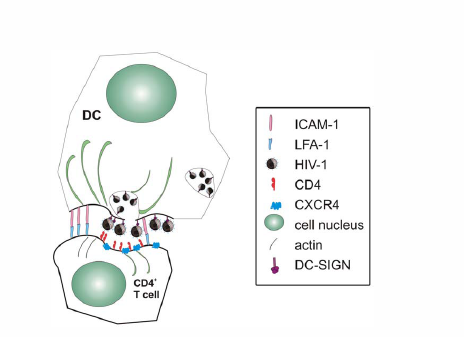 DC
CD4+
T cell
ICAM-1
LFA-1
HIV-1
CD4
CXCR4
cell nucleus
actin
DC-SIGN